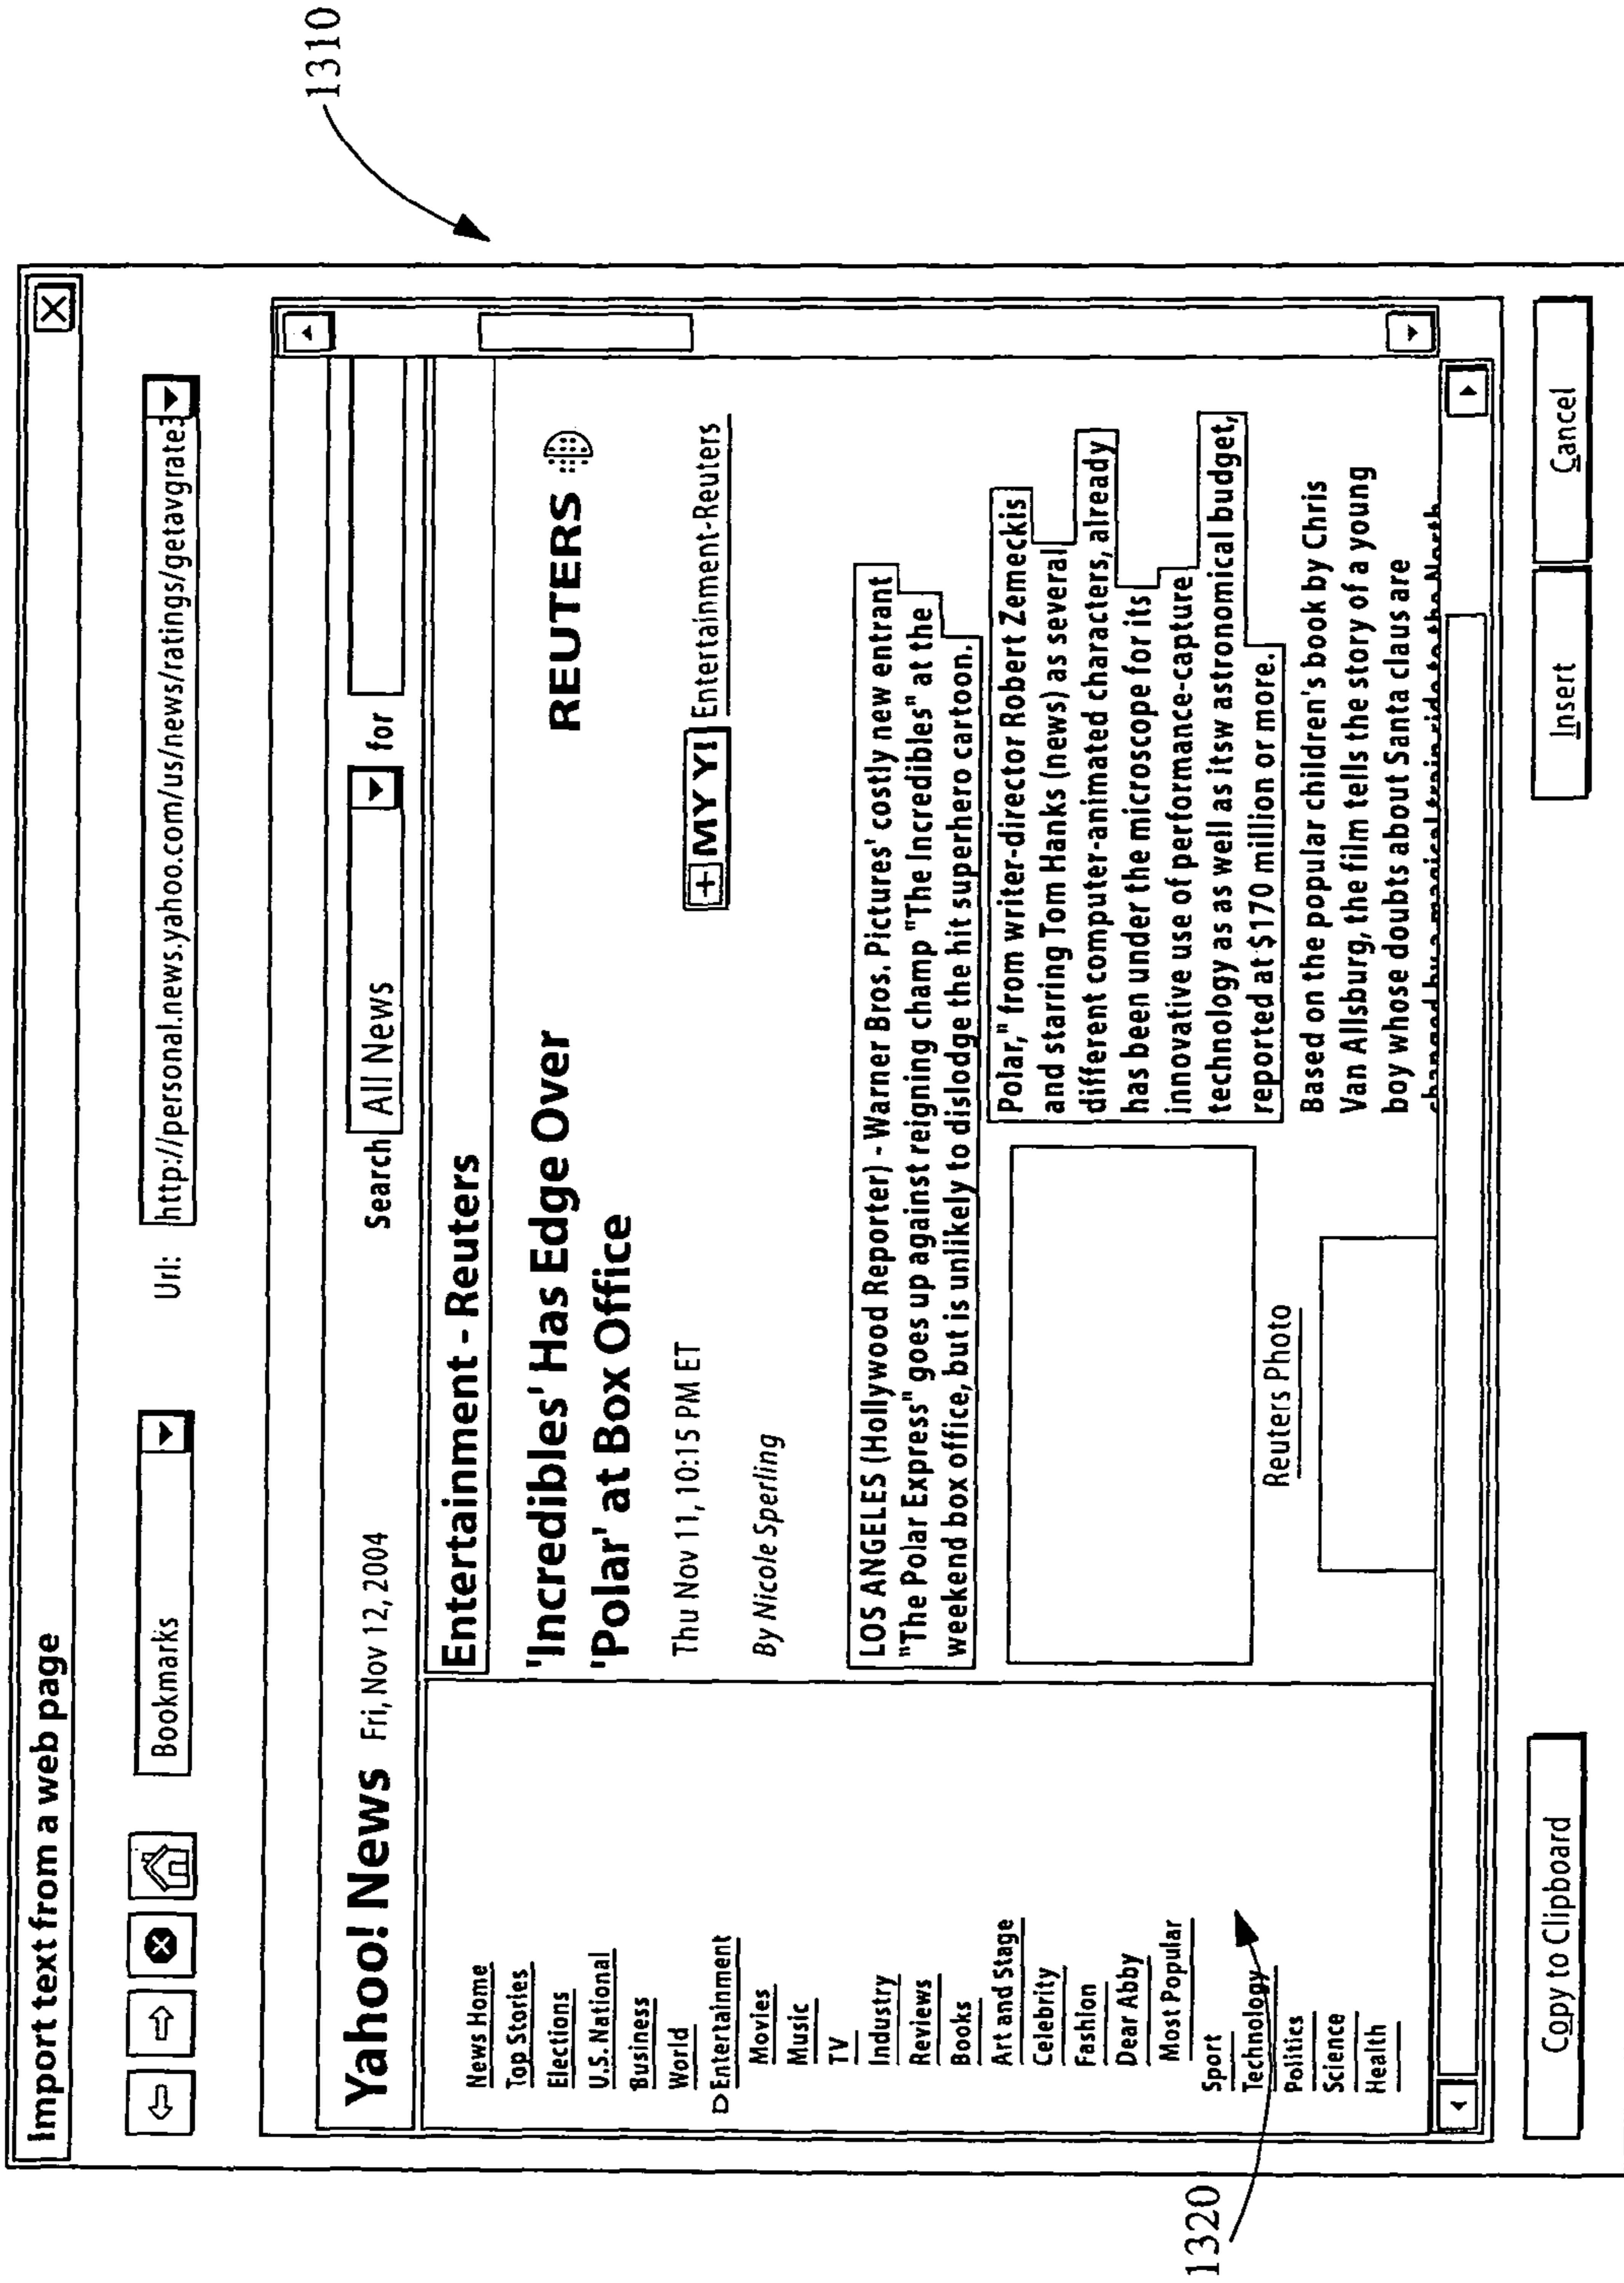 1310
Import text from a web page
Bookmarks
Url: http://personal.news.yahoo.com/us/news/ratings/getavgrate3
Yahoo! News Fri, Nov 12, 2004
Search All News for
News Home
Top Stories
Elections
U.S. National
Business
World
Entertainment
Movies
Music
TV
Industry
Reviews
Books
Art and Stage
Celebrity
Fashion
Dear Abby
Most Popular
Sport
Technology
Politics
Science
Health
1320
Entertainment - Reuters
'Incredibles' Has Edge Over
'Polar' at Box Office
REUTERS
Thu Nov 11, 10:15 PM ET
+ MY Y! Entertainment-Reuters
By Nicole Sperling
LOS ANGELES (Hollywood Reporter) - Warner Bros. Pictures' costly new entrant
"The Polar Express" goes up against reigning champ "The Incredibles" at the
weekend box office, but is unlikely to dislodge the hit superhero cartoon.
Polar," from writer-director Robert Zemeckis
and starring Tom Hanks (news) as several
different computer-animated characters, already
has been under the microscope for its
innovative use of performance-capture
technology as as well as itsw astronomical budget,
reported at $170 million or more.
Reuters Photo
Based on the popular children's book by Chris
Van Allsburg, the film tells the story of a young
boy whose doubts about Santa claus are
changed by a magical train ride to the North
Copy to Clipboard
Insert
Cancel